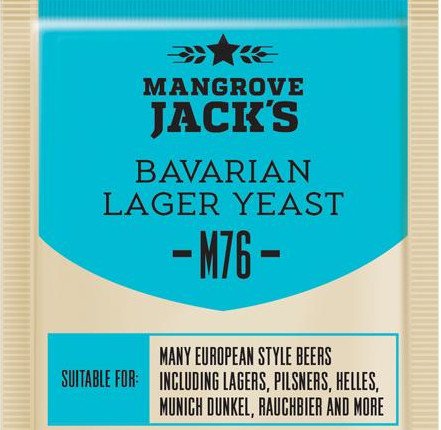 MANGROVE
JACK'S
BAVARIAN
LAGER YEAST
-M76-
SUITABLE FOR:
MANY EUROPEAN STYLE BEERS
INCLUDING LAGERS, PILSNERS, HELLES,
MUNICH DUNKEL, RAUCHBIER AND MORE